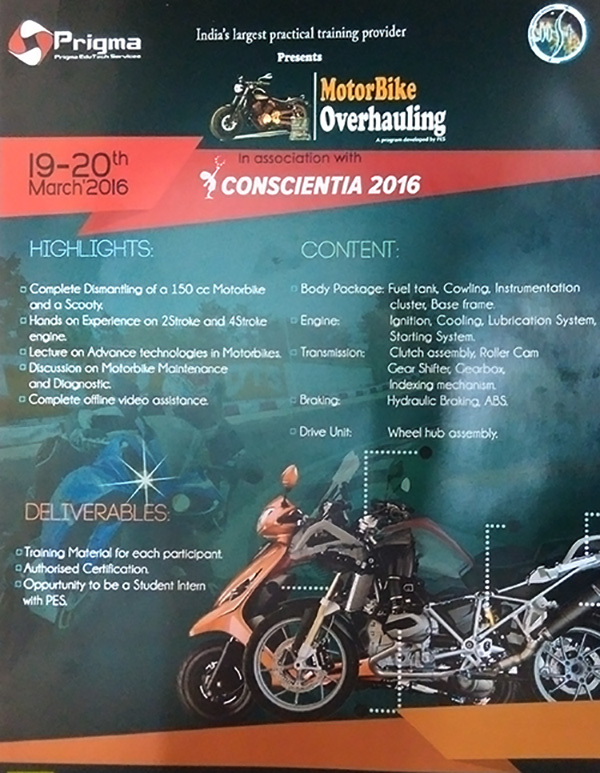 Prigma
Prigma EduTech Services
India's largest practical training provider
Presents
MotorBike
Overhauling
A program developed by PES
19-20th
March'2016
In association with
CONSCIENTIA 2016
HIGHLIGHTS:
Complete Dismantling of a 150 cc Motorbike
and a Scooty.
Hands on Experience on 2Stroke and 4Stroke
engine.
Lecture on Advance technologies in Motorbikes.
Discussion on Motorbike Maintenance
and Diagnostic.
Complete offline video assistance.
CONTENT:
Body Package: Fuel tank, Cowling, Instrumentation
cluster, Base frame.
Engine: Ignition, Cooling, Lubrication System,
Starting System.
Transmission: Clutch assembly, Roller Cam
Gear Shifter, Gearbox,
Indexing mechanism.
Braking: Hydraulic Braking, ABS.
Drive Unit: Wheel hub assembly.
DELIVERABLES:
Training Material for each participant.
Authorised Certification.
Opportunity to be a Student Intern
with PES.